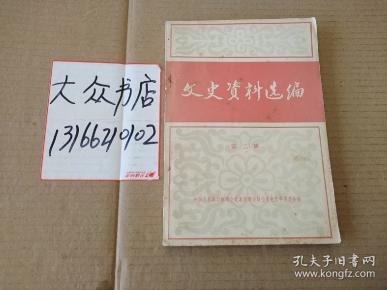 大众书店
13166210102
文史资料选编
第二辑
孔夫子旧书网